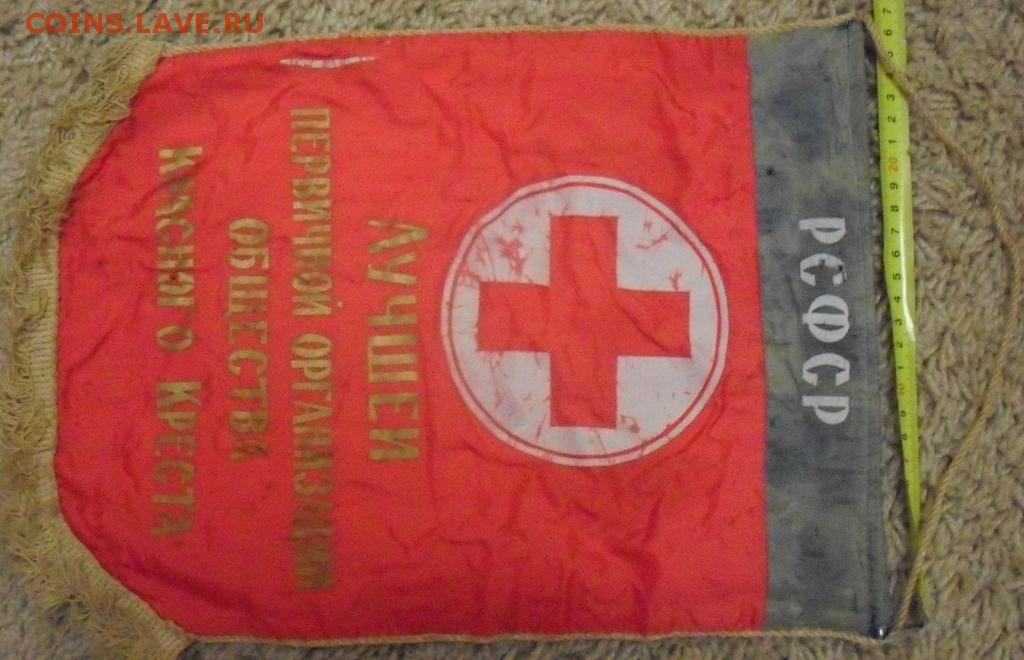 COINS.LAVE.RU
РСФСР
ЛУЧШЕЙ
ПЕРВИЧНОЙ ОРГАНИЗАЦИИ
ОБЩЕСТВА
КРАСНОГО КРЕСТА